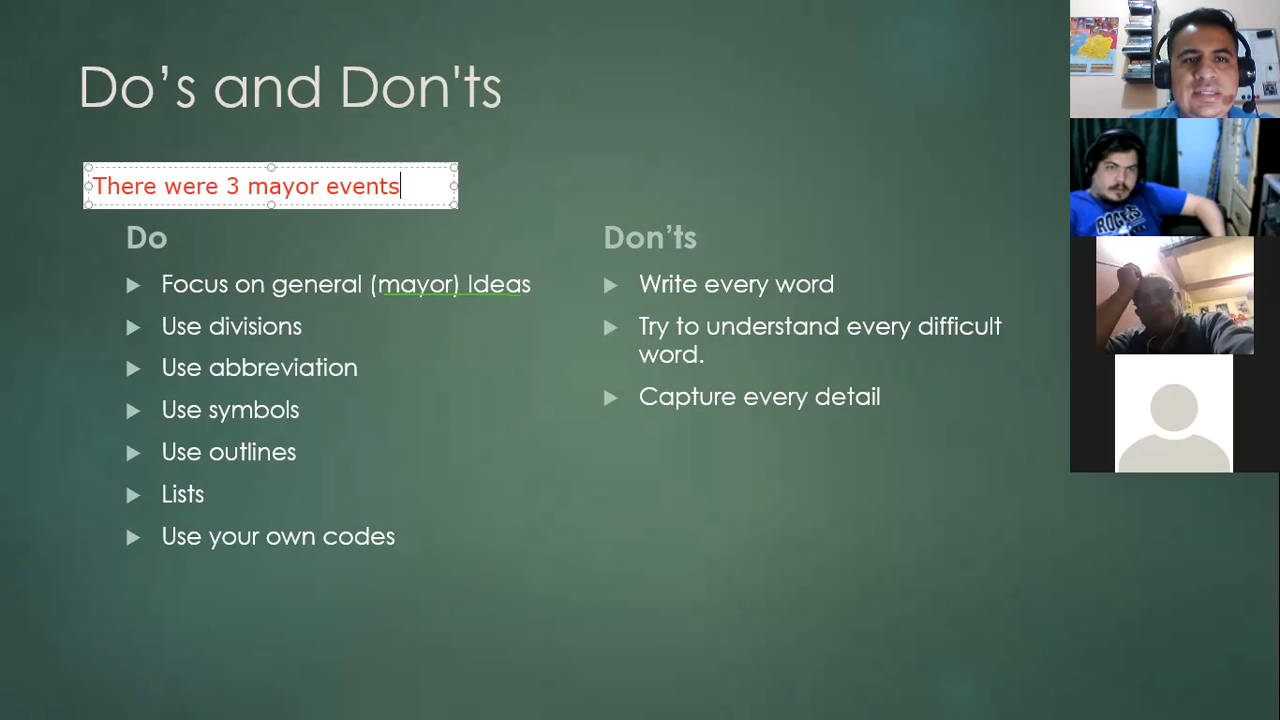 Do’s and Don'ts
There were 3 mayor events
Do
Focus on general (mayor) Ideas
Use divisions
Use abbreviation
Use symbols
Use outlines
Lists
Use your own codes
Don’ts
Write every word
Try to understand every difficult
word.
Capture every detail